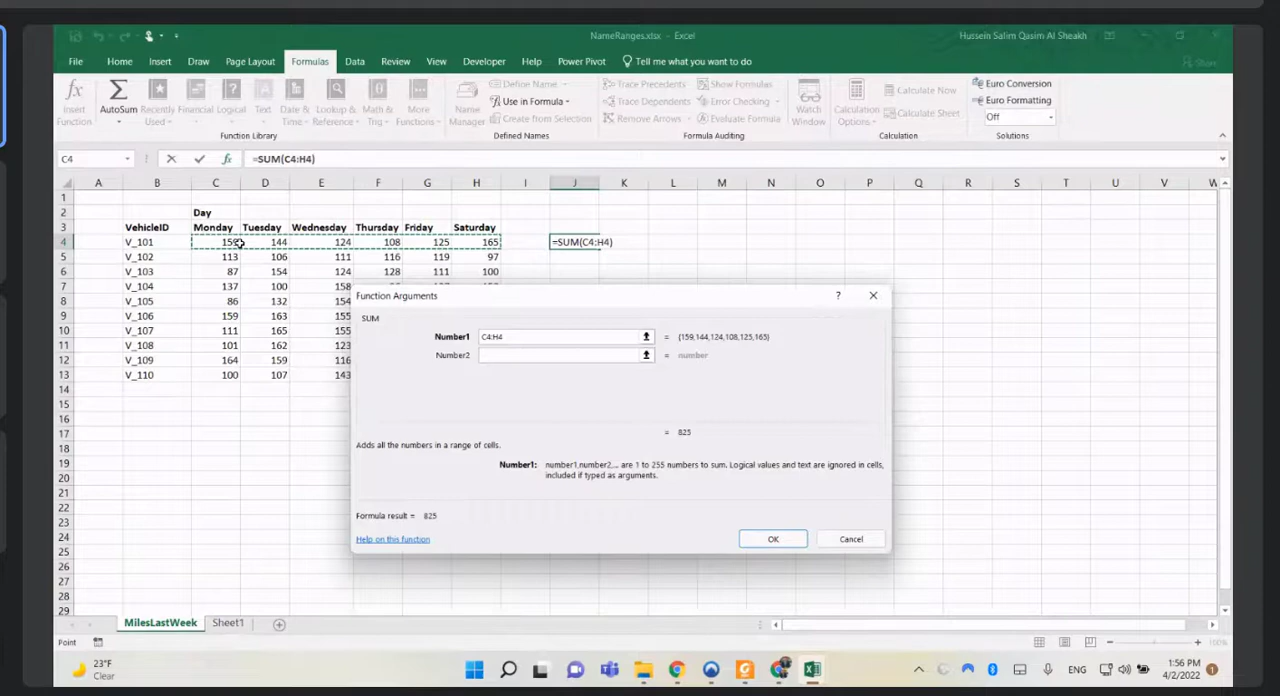 NameRanges.xlsx - Excel
Hussein Salim Qasim Al Sheakh
File Home Insert Draw Page Layout Formulas Data Review View Developer Help Power Pivot Tell me what you want to do Share
Insert Function
AutoSum
Recently Used
Financial
Logical
Text
Date & Time
Lookup & Reference
Math & Trig
More Functions
Function Library
Name Manager
Define Name
Use in Formula
Create from Selection
Defined Names
Trace Precedents
Trace Dependents
Remove Arrows
Show Formulas
Error Checking
Evaluate Formula
Formula Auditing
Watch Window
Calculation Options
Calculate Now
Calculate Sheet
Calculation
Euro Conversion
Euro Formatting
Off
Solutions
C4 fx =SUM(C4:H4)
A B C D E F G H I J K L M N O P Q R S T U V W
1
2 Day
3 VehicleID Monday Tuesday Wednesday Thursday Friday Saturday
4 V_101 159 144 124 108 125 165 =SUM(C4:H4)
5 V_102 113 106 111 116 119 97
6 V_103 87 154 124 128 111 100
7 V_104 137 100 158
8 V_105 86 132 154
9 V_106 159 163 155
10 V_107 111 165 155
11 V_108 101 162 123
12 V_109 164 159 116
13 V_110 100 107 143
14
15
16
17
18
19
20
21
22
23
24
25
26
27
28
29
Function Arguments ?
SUM
Number1 C4:H4 = {159,144,124,108,125,165}
Number2 = number
= 825
Adds all the numbers in a range of cells.
Number1: number1,number2,... are 1 to 255 numbers to sum. Logical values and text are ignored in cells,
included if typed as arguments.
Formula result = 825
Help on this function
OK Cancel
MilesLastWeek Sheet1
Point 100%
23°F
Clear
ENG
1:56 PM
4/2/2022
1